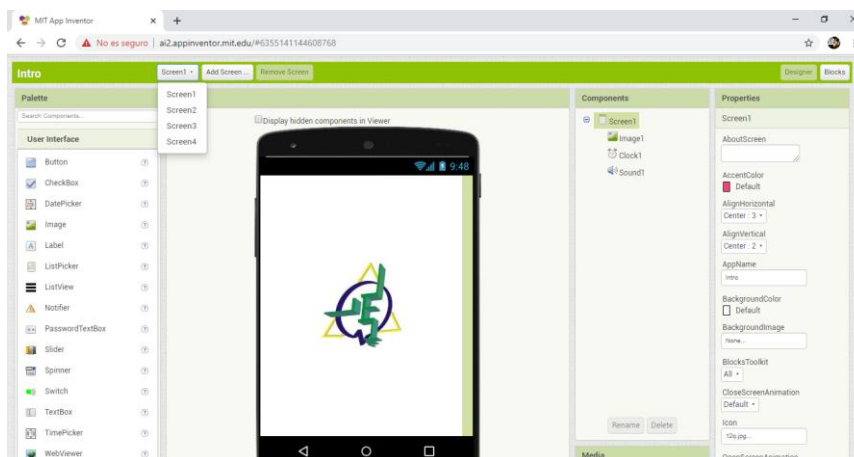 MIT App Inventor
No es seguro | ai2.appinventor.mit.edu/#6355141144608768
Intro
Screen1
Add Screen ...
Remove Screen
Designer
Blocks
Screen1
Screen2
Screen3
Screen4
Palette
Search Components...
User Interface
Button
CheckBox
DatePicker
Image
Label
ListPicker
ListView
Notifier
PasswordTextBox
Slider
Spinner
Switch
TextBox
TimePicker
WebViewer
Display hidden components in Viewer
9:48
Components
Screen1
Image1
Clock1
Sound1
Rename
Delete
Media
Properties
Screen1
AboutScreen
AccentColor
Default
AlignHorizontal
Center : 3
AlignVertical
Center : 2
AppName
Intro
BackgroundColor
Default
BackgroundImage
None...
BlocksToolkit
All
CloseScreenAnimation
Default
Icon
OpenScreenAnimation